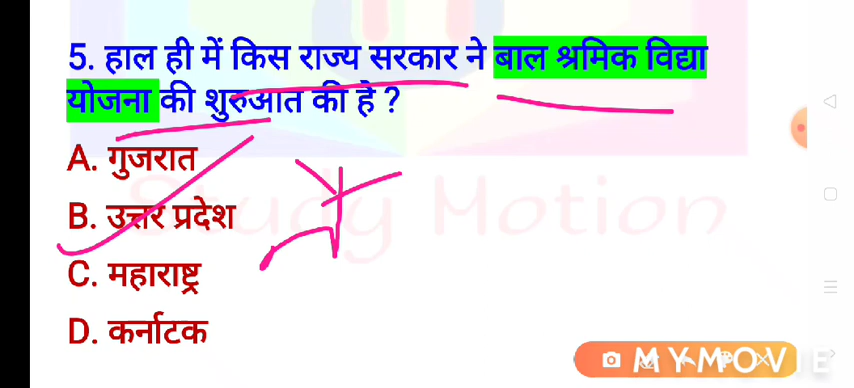 5. हाल ही में किस राज्य सरकार ने बाल श्रमिक विद्या
योजना की शुरुआत की है ?
A. गुजरात
B. उत्तर प्रदेश
Study Motion
C. महाराष्ट्र
D. कर्नाटक
MYMOVIE